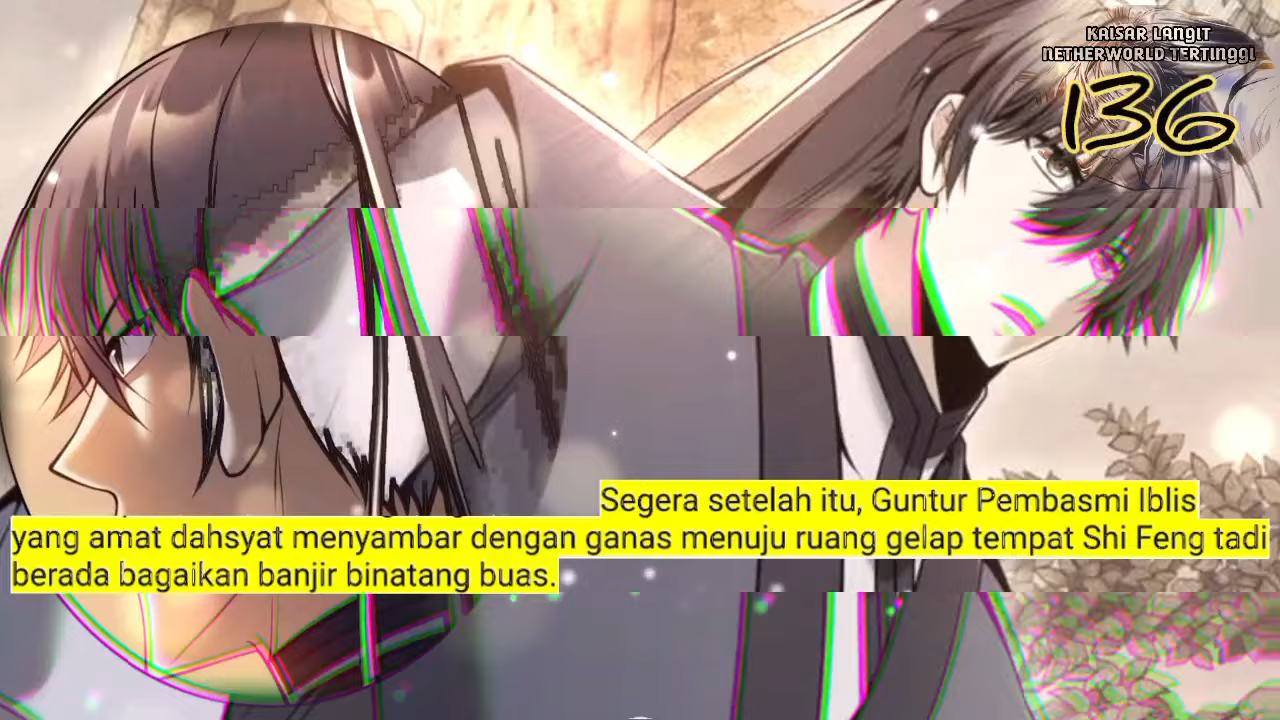 KAISAR LANGIT
NETHERWORLD TERTINGGI
136
Segera setelah itu, Guntur Pembasmi Iblis
yang amat dahsyat menyambar dengan ganas menuju ruang gelap tempat Shi Feng tadi
berada bagaikan banjir binatang buas.